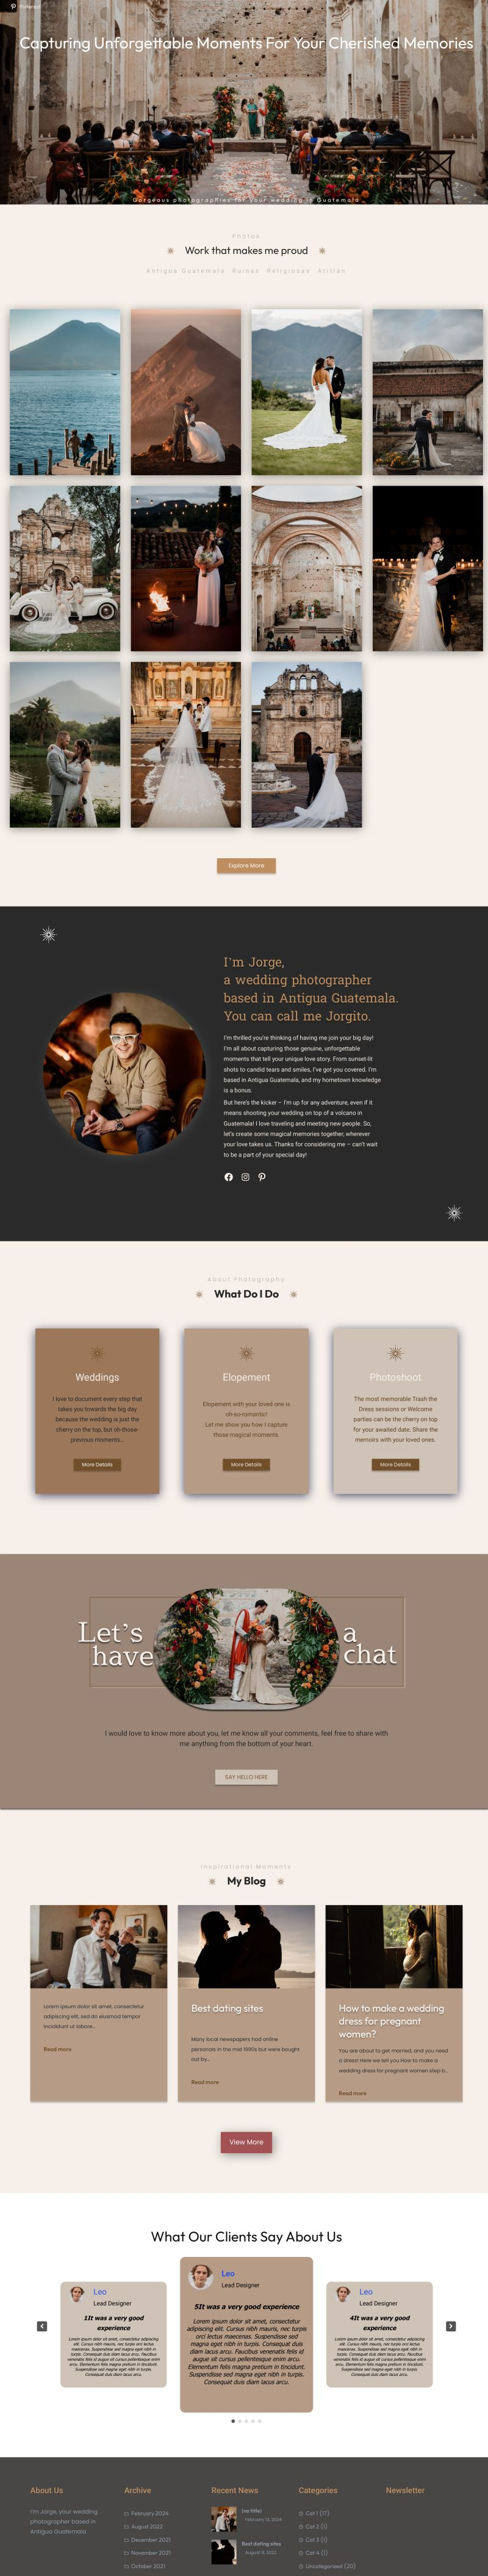 Pinterest
Capturing Unforgettable Moments For Your Cherished Memories
Gorgeous photographies for your wedding in Guatemala
Photos
Work that makes me proud
Antigua Guatemala Ruinas Religiosas Atitlán
Explore More
I'm Jorge,
a wedding photographer
based in Antigua Guatemala.
You can call me Jorgito.
I'm thrilled you're thinking of having me join your big day!
I'm all about capturing those genuine, unforgettable
moments that tell your unique love story. From sunset-lit
shots to candid tears and smiles, I've got you covered. I'm
based in Antigua Guatemala, and my hometown knowledge
is a bonus.
But here's the kicker – I'm up for any adventure, even if it
means shooting your wedding on top of a volcano in
Guatemala! I love traveling and meeting new people. So,
let's create some magical memories together, wherever
your love takes us. Thanks for considering me – can't wait
to be a part of your special day!
About Photography
What Do I Do
Weddings
I love to document every step that
takes you towards the big day
because the wedding is just the
cherry on the top, but oh-those
previous moments...
More Details
Elopement
Elopement with your loved one is
oh-so-romantic!
Let me show you how I capture
those magical moments.
More Details
Photoshoot
The most memorable Trash the
Dress sessions or Welcome
parties can be the cherry on top
for your awaited date. Share the
memoirs with your loved ones.
More Details
Let's
have
a
chat
I would love to know more about you, let me know all your comments, feel free to share with
me anything from the bottom of your heart.
SAY HELLO HERE
Inspirational Moments
My Blog
Lorem ipsum dolor sit amet, consectetur
adipiscing elit, sed do eiusmod tempor
incididunt ut labore...
Read more
Best dating sites
Many local newspapers had online
personals in the mid 1990s but were bought
out by...
Read more
How to make a wedding
dress for pregnant
women?
You are about to get married, and you need
a dress! Here we tell you How to make a
wedding dress for pregnant women step b...
Read more
View More
What Our Clients Say About Us
Leo
Lead Designer
1It was a very good
experience
Lorem ipsum dolor sit amet, consectetur adipiscing
elit. Cursus nibh mauris, nec turpis orci lectus
maecenas. Suspendisse sed magna eget nibh in
turpis. Consequat duis diam lacus arcu. Faucibus
venenatis felis id augue sit cursus pellentesque enim
arcu. Elementum felis magna pretium in tincidunt.
Suspendisse sed magna eget nibh in turpis.
Consequat duis diam lacus arcu.
Leo
Lead Designer
5It was a very good experience
Lorem ipsum dolor sit amet, consectetur
adipiscing elit. Cursus nibh mauris, nec turpis
orci lectus maecenas. Suspendisse sed
magna eget nibh in turpis. Consequat duis
diam lacus arcu. Faucibus venenatis felis id
augue sit cursus pellentesque enim arcu.
Elementum felis magna pretium in tincidunt.
Suspendisse sed magna eget nibh in turpis.
Consequat duis diam lacus arcu.
Leo
Lead Designer
4It was a very good
experience
Lorem ipsum dolor sit amet, consectetur adipiscing
elit. Cursus nibh mauris, nec turpis orci lectus
maecenas. Suspendisse sed magna eget nibh in
turpis. Consequat duis diam lacus arcu. Faucibus
venenatis felis id augue sit cursus pellentesque enim
arcu. Elementum felis magna pretium in tincidunt.
Suspendisse sed magna eget nibh in turpis.
Consequat duis diam lacus arcu.
About Us
I'm Jorge, your wedding
photographer based in
Antigua Guatemala
Archive
February 2024
August 2022
December 2021
November 2021
October 2021
Recent News
(no title)
February 13, 2024
Best dating sites
August 9, 2022
Categories
Cat 1 (17)
Cat 2 (1)
Cat 3 (1)
Cat 4 (1)
Uncategorised (20)
Newsletter